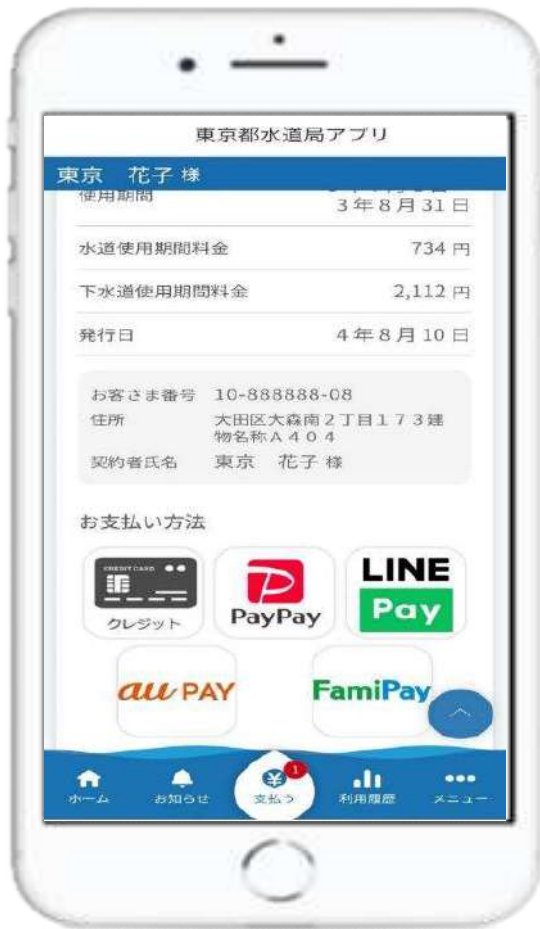 東京都水道局アプリ
東京 花子 様
使用期間
3年8月31日
水道使用期間料金 734 円
下水道使用期間料金 2,112 円
発行日 4年8月10日
お客さま番号 10-888888-08
住所 大田区大森南2丁目173建
物名称A404
契約者氏名 東京 花子 様
お支払い方法
CREDIT CARD
クレジット
PayPay
LINE
Pay
au PAY
FamiPay
1
ホーム お知らせ 支払う 利用履歴 メニュー